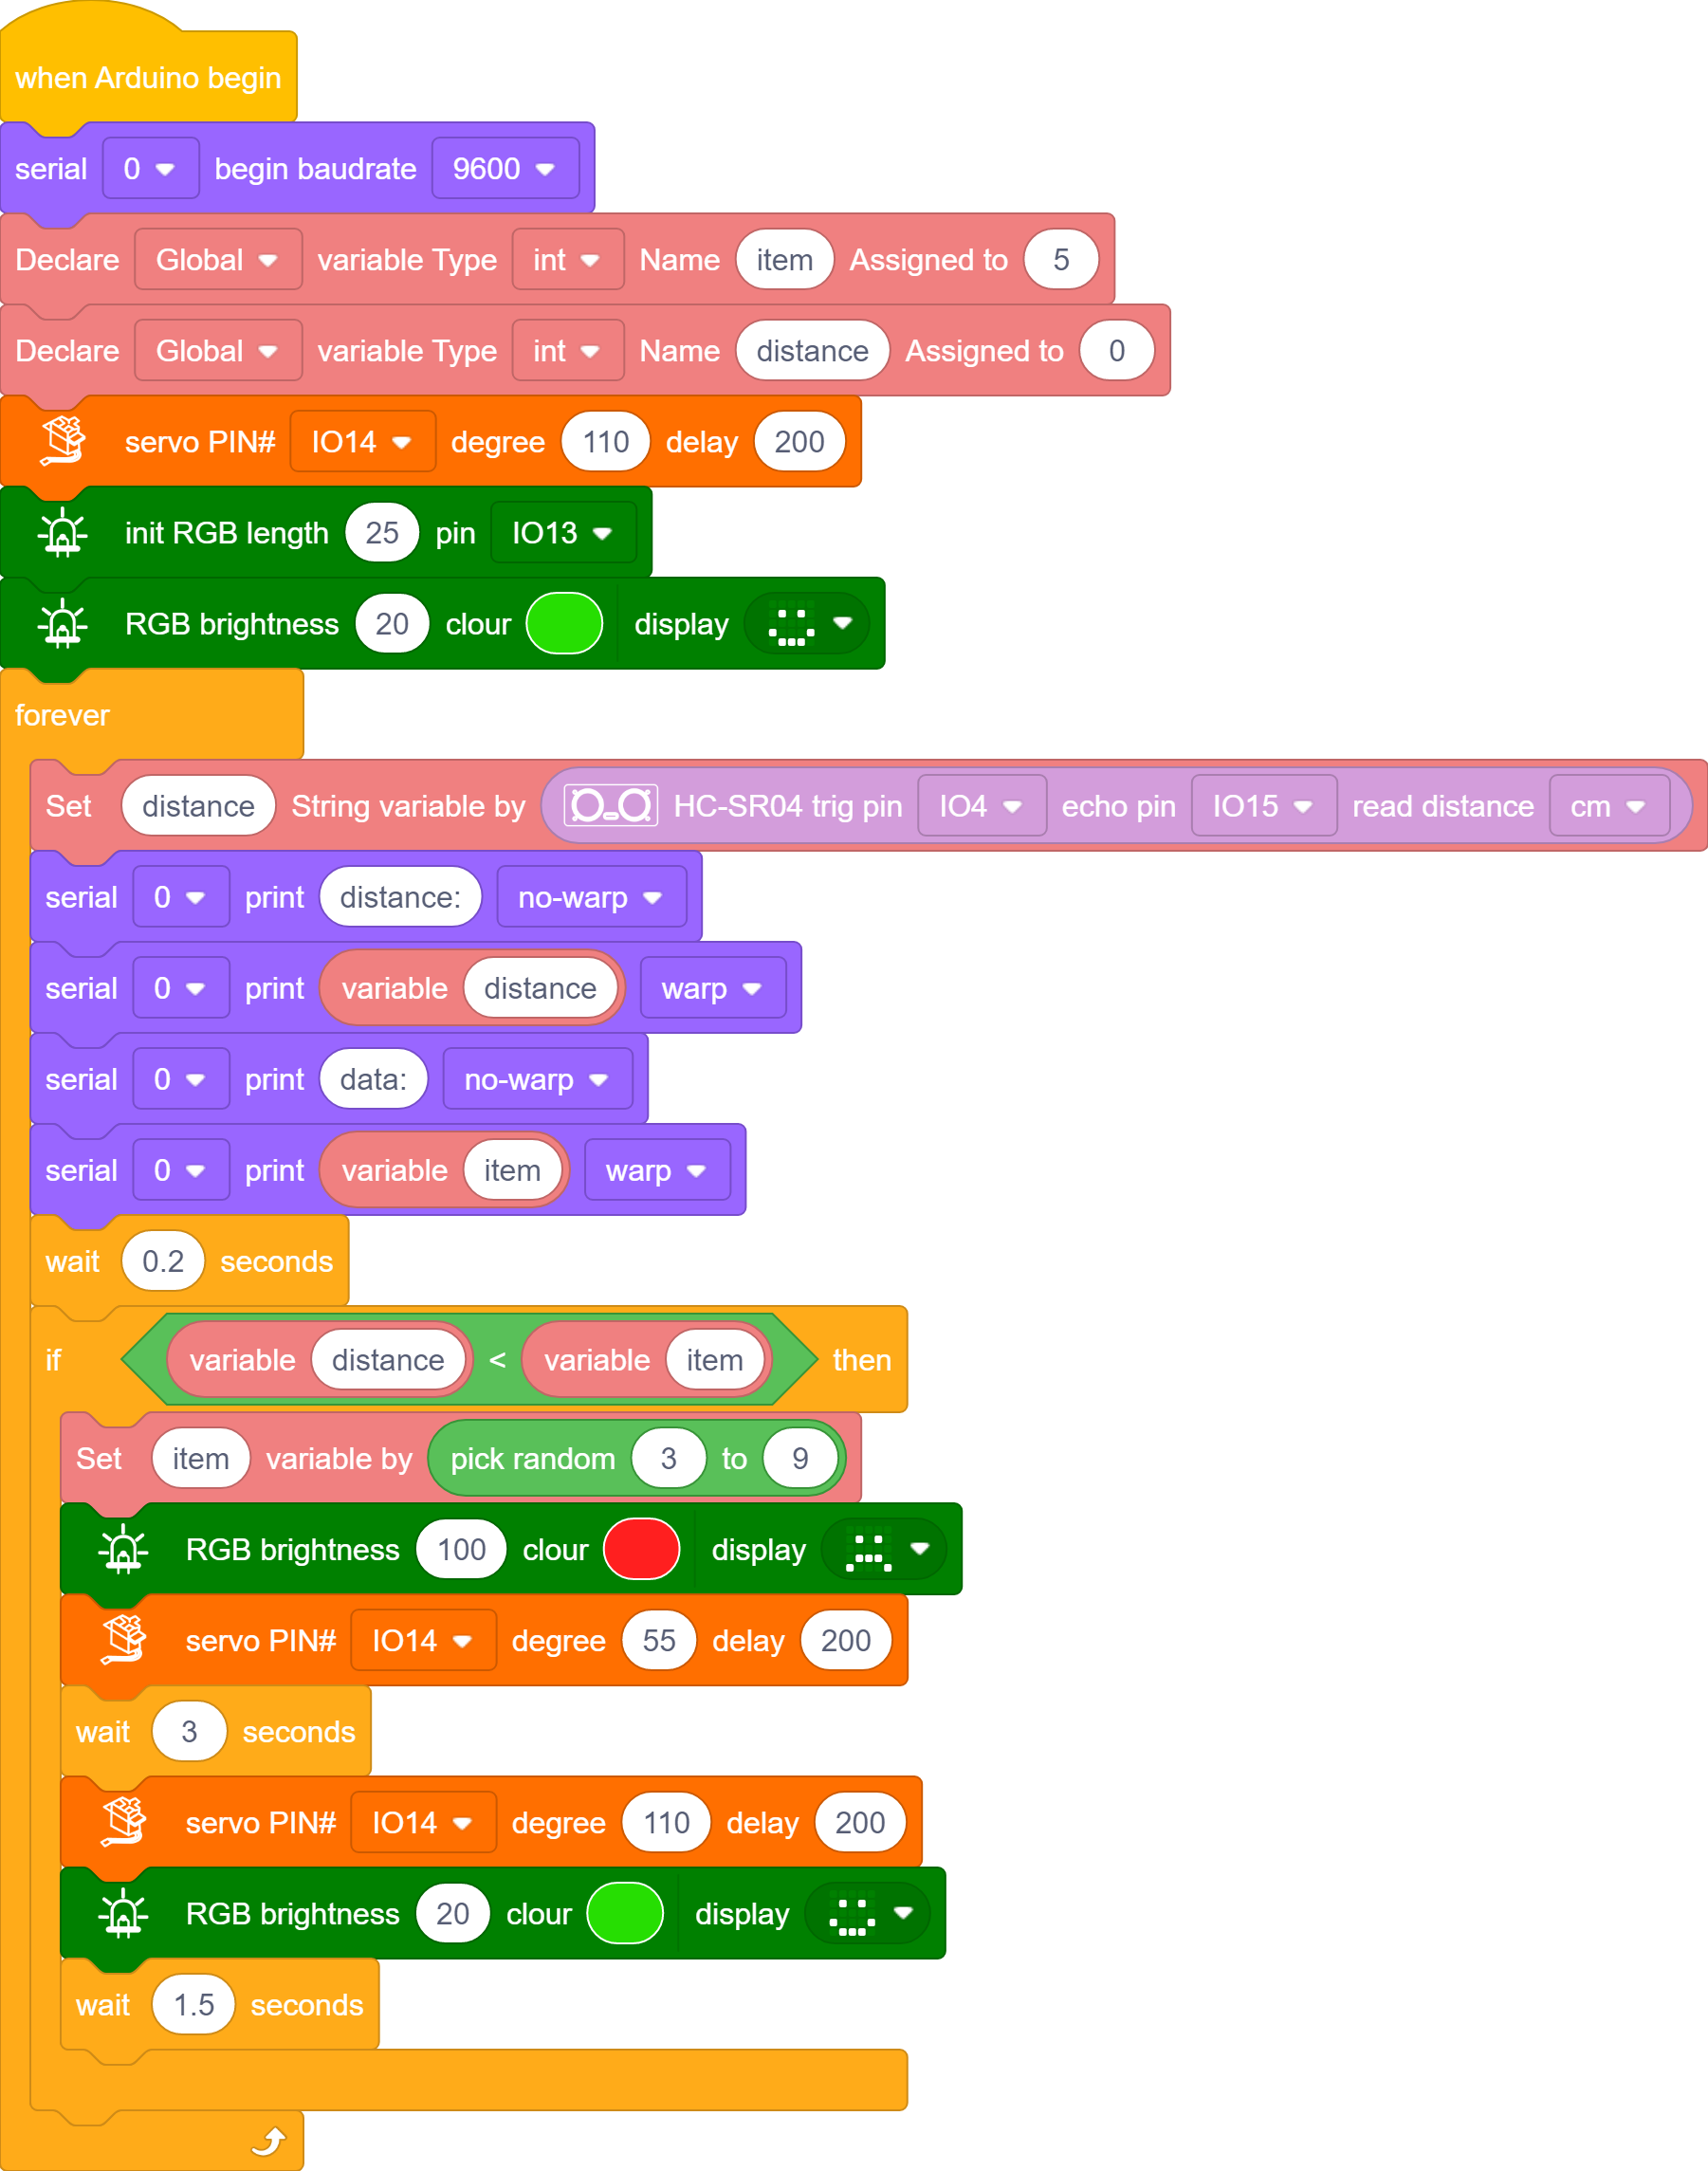 when Arduino begin
serial 0 begin baudrate 9600
Declare Global variable Type int Name item Assigned to 5
Declare Global variable Type int Name distance Assigned to 0
servo PIN# IO14 degree 110 delay 200
init RGB length 25 pin IO13
RGB brightness 20 clour display
forever
Set distance String variable by HC-SR04 trig pin IO4 echo pin IO15 read distance cm
serial 0 print distance: no-warp
serial 0 print variable distance warp
serial 0 print data: no-warp
serial 0 print variable item warp
wait 0.2 seconds
if variable distance < variable item then
Set item variable by pick random 3 to 9
RGB brightness 100 clour display
servo PIN# IO14 degree 55 delay 200
wait 3 seconds
servo PIN# IO14 degree 110 delay 200
RGB brightness 20 clour display
wait 1.5 seconds